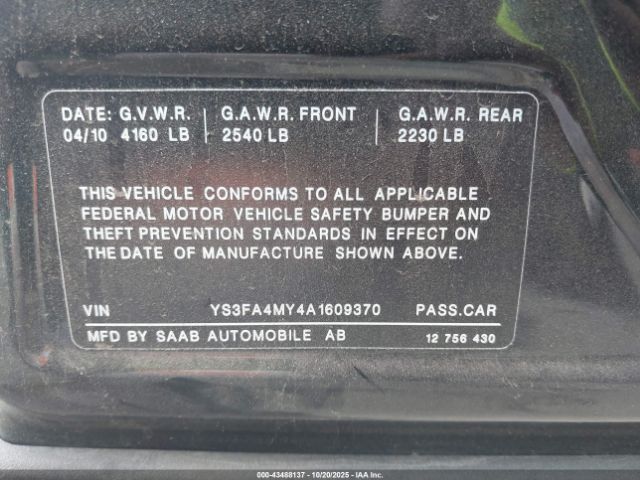 DATE: G.V.W.R. G.A.W.R. FRONT G.A.W.R. REAR
04/10 4160 LB 2540 LB 2230 LB
THIS VEHICLE CONFORMS TO ALL APPLICABLE
FEDERAL MOTOR VEHICLE SAFETY BUMPER AND
THEFT PREVENTION STANDARDS IN EFFECT ON
THE DATE OF MANUFACTURE SHOWN ABOVE.
VIN YS3FA4MY4A1609370 PASS.CAR
MFD BY SAAB AUTOMOBILE AB 12 756 430
000-43488137 - 10/20/2025 - IAA Inc.